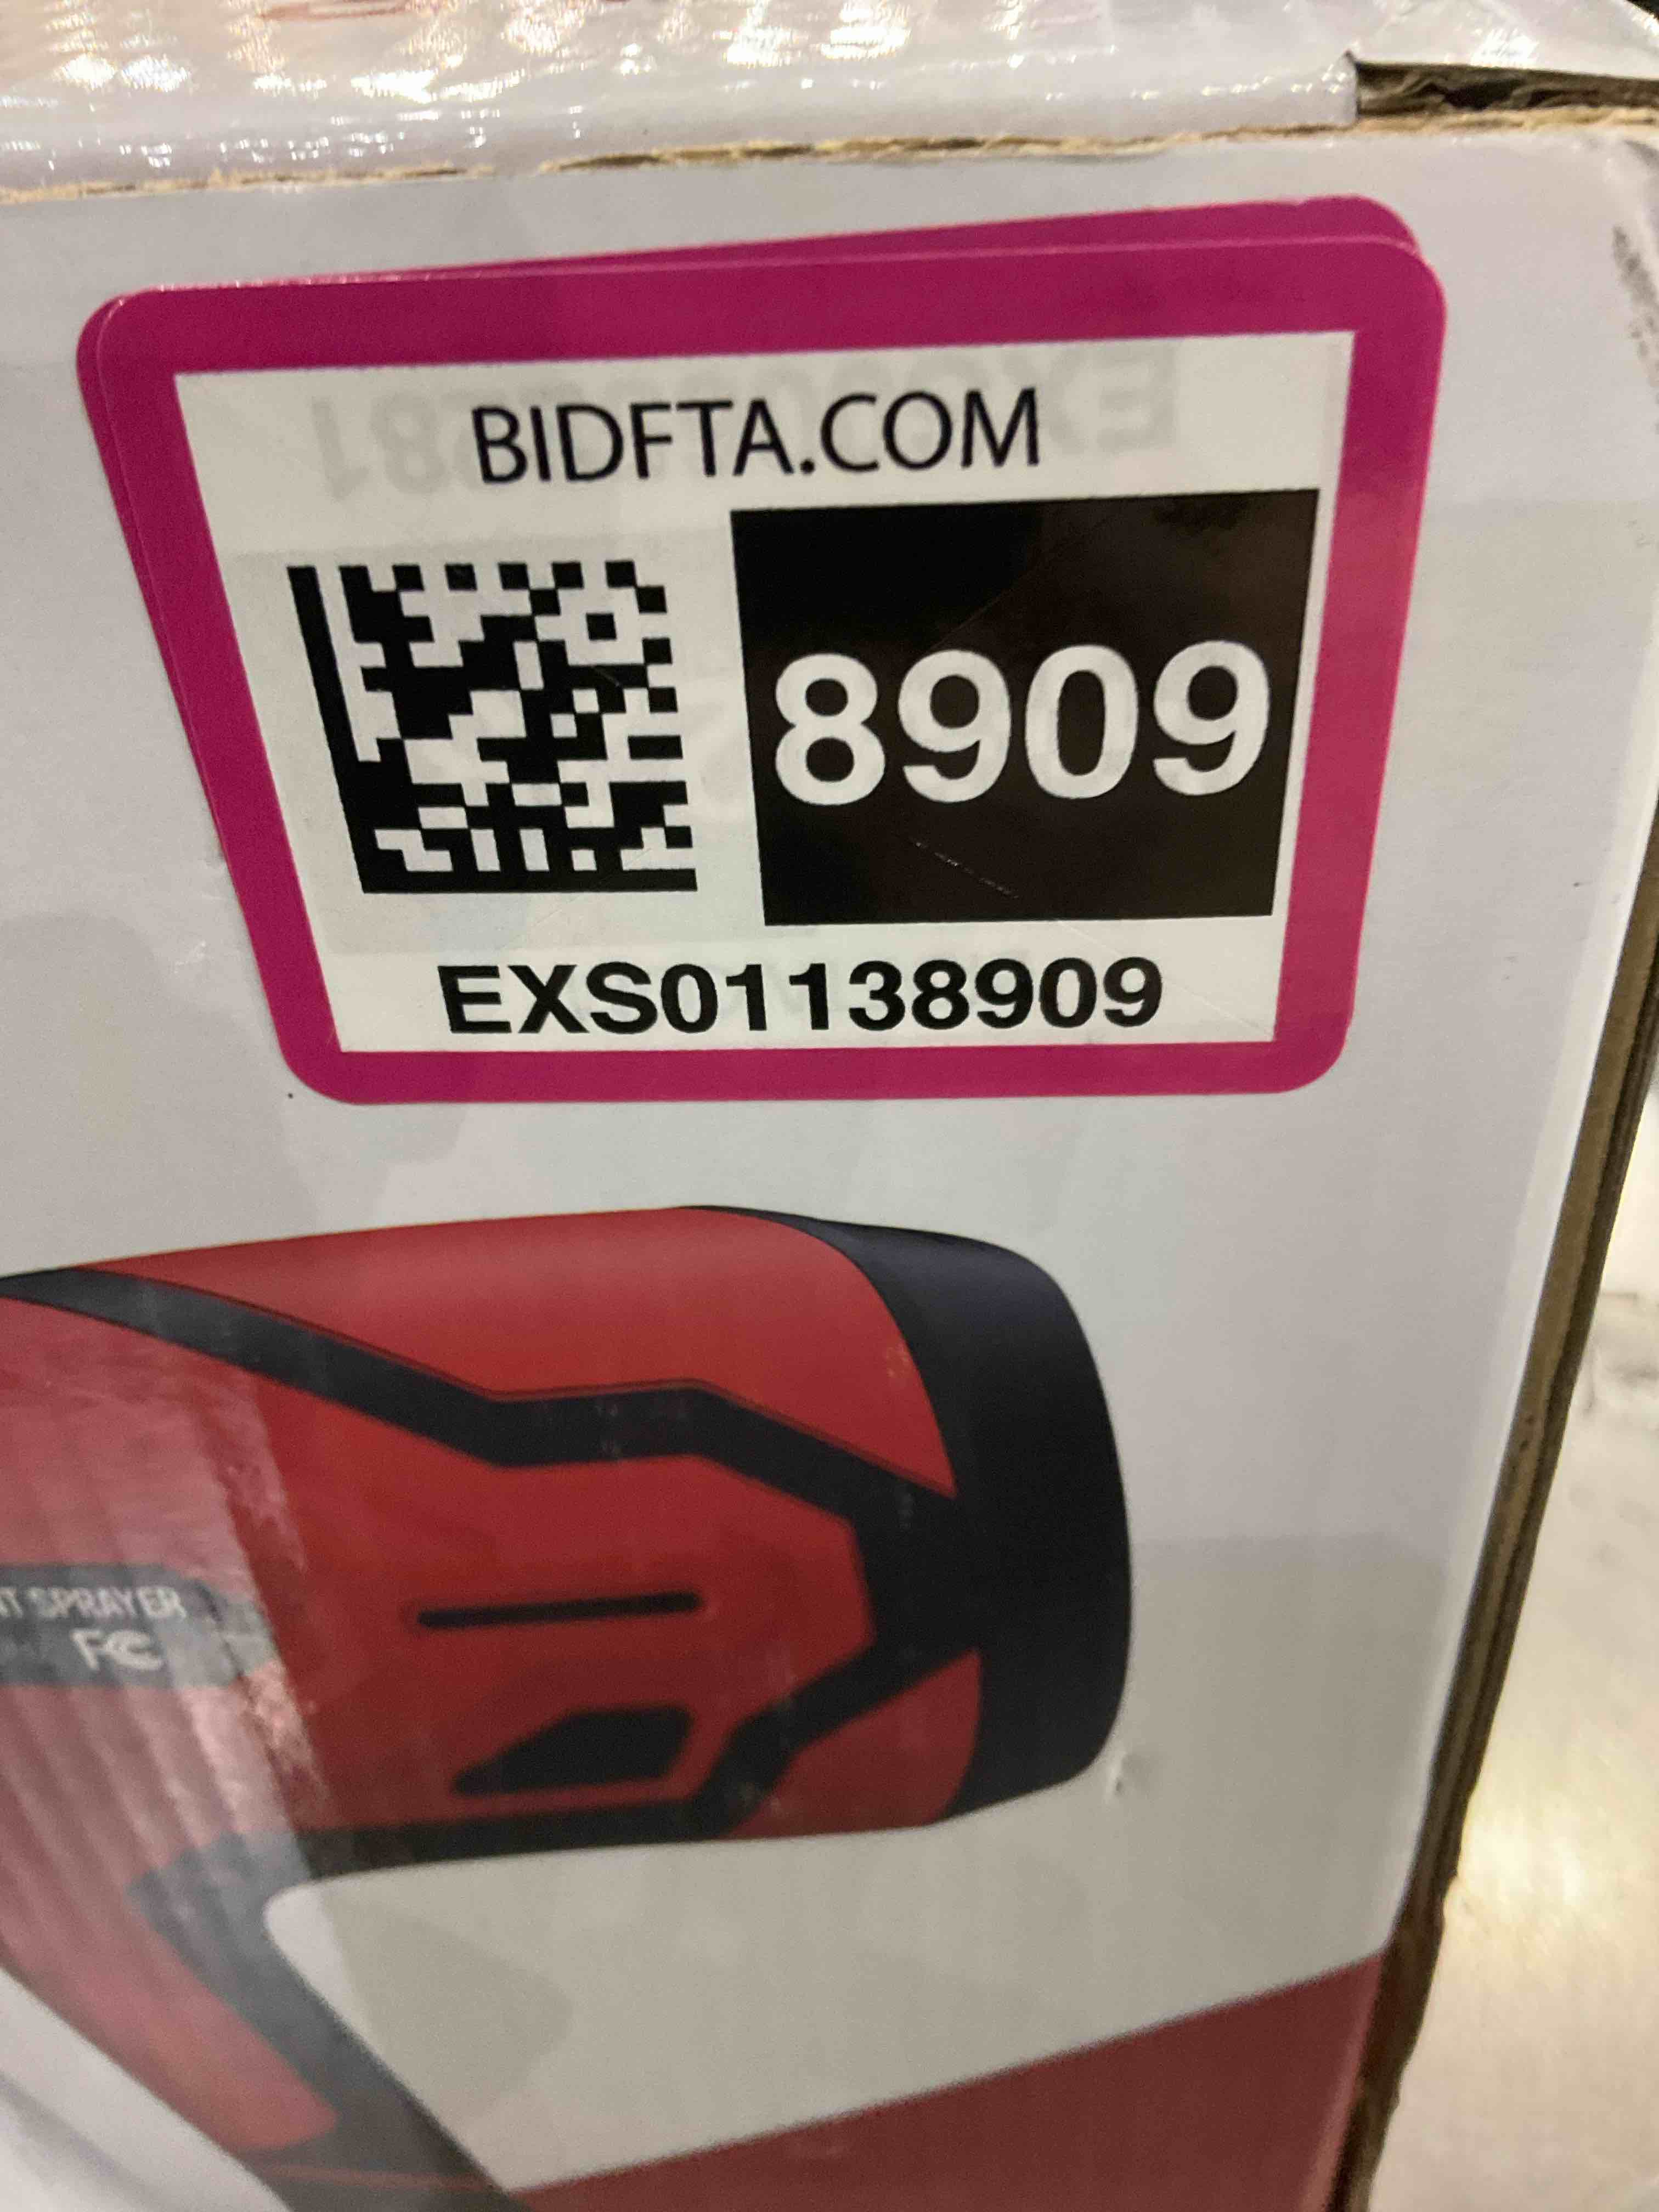 BIDFTA.COM
8909
EXS01138909
SPRAYER
FC